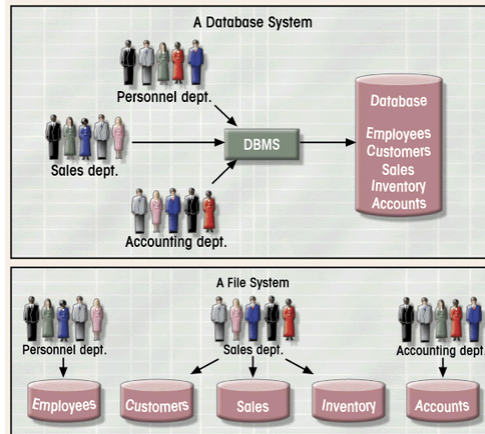 A Database System
Personnel dept.
Sales dept.
Accounting dept.
DBMS
Database
Employees
Customers
Sales
Inventory
Accounts
A File System
Personnel dept.
Sales dept.
Accounting dept.
Employees
Customers
Sales
Inventory
Accounts